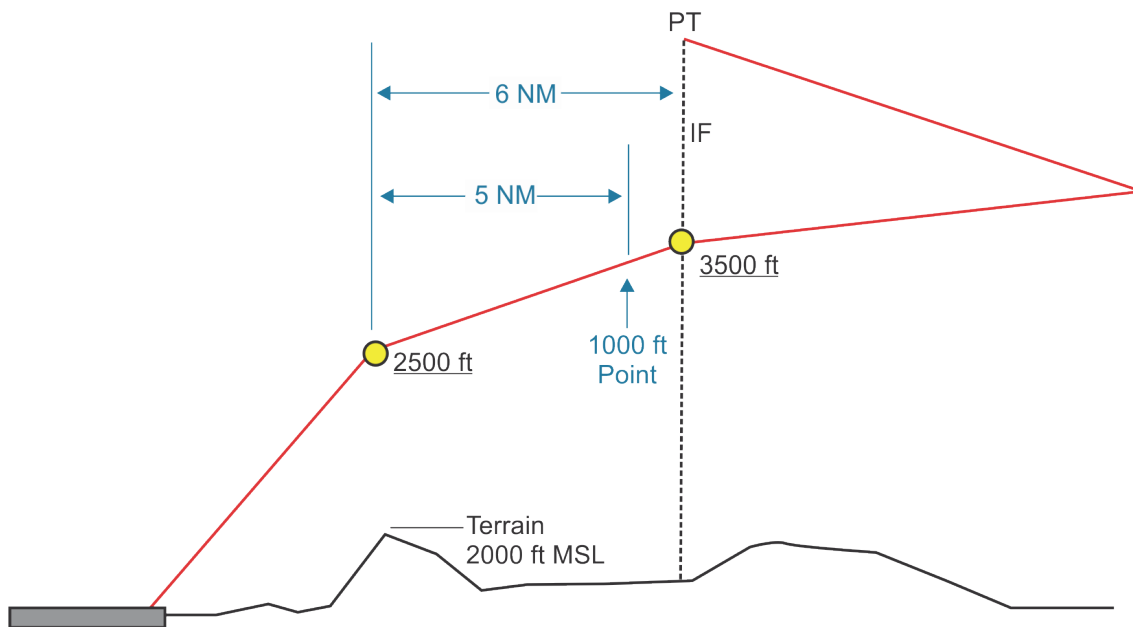 PT
6 NM
IF
5 NM
3500 ft
1000 ft
Point
2500 ft
Terrain
2000 ft MSL